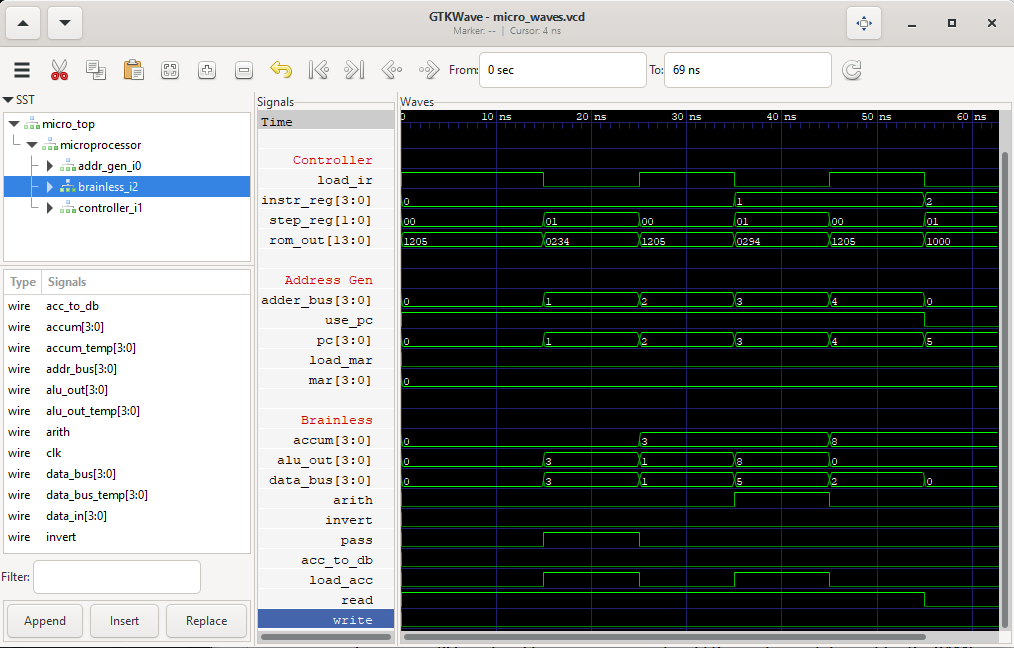 GTKWave - micro_waves.vcd
Marker: -- | Cursor: 4 ns
From: 0 sec To: 69 ns
SST
micro_top
microprocessor
addr_gen_i0
brainless_i2
controller_i1
Type Signals
wire acc_to_db
wire accum[3:0]
wire accum_temp[3:0]
wire addr_bus[3:0]
wire alu_out[3:0]
wire alu_out_temp[3:0]
wire arith
wire clk
wire data_bus[3:0]
wire data_bus_temp[3:0]
wire data_in[3:0]
wire invert
Filter:
Append Insert Replace
Signals
Time
Controller
load_ir
instr_reg[3:0]
step_reg[1:0]
rom_out[13:0]
Address Gen
adder_bus[3:0]
use_pc
pc[3:0]
load_mar
mar[3:0]
Brainless
accum[3:0]
alu_out[3:0]
data_bus[3:0]
arith
invert
pass
acc_to_db
load_acc
read
write
Waves
0 10 ns 20 ns 30 ns 40 ns 50 ns 60 ns
0 1 2
00 01 00 01 00 01
1205 0234 1205 0294 1205 1000
0 1 2 3 4 0
0 1 2 3 4 5
0
0 3 8
0 3 1 8 0
0 3 1 5 2 0